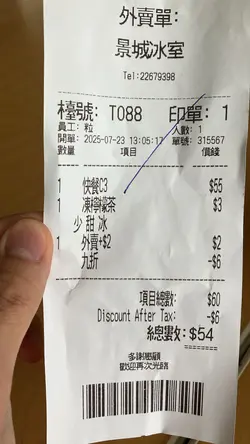 外賣單:
景城冰室
Tel:22679398
檯號: T088 印單: 1
員工: 粒 人數: 1
開單: 2025-07-23 13:05:17 單號: 315567
數量 項目 價錢
1 快餐C3 $55
1 凍檸檬茶 $3
少 甜 冰
1 外賣+$2 $2
九折 -$6
項目總數: $60
Discount After Tax: -$6
總數: $54
多謝惠顧
歡迎再次光臨